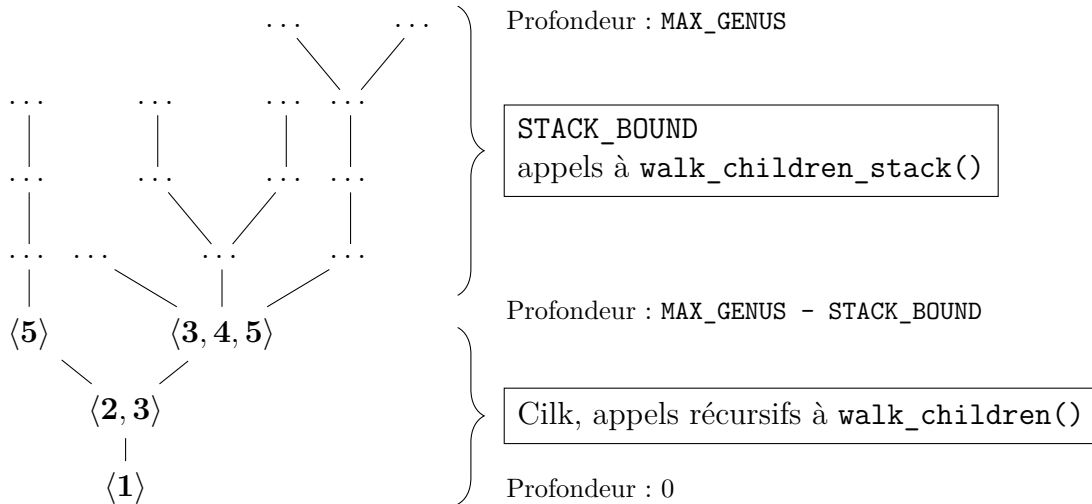 ... ...
Profondeur : MAX_GENUS
... ... ... ...
STACK_BOUND
appels à walk_children_stack()
... ... ... ...
... ... ... ...
Profondeur : MAX_GENUS - STACK_BOUND
⟨5⟩ ⟨3, 4, 5⟩
⟨2, 3⟩
Cilk, appels récursifs à walk_children()
⟨1⟩
Profondeur : 0